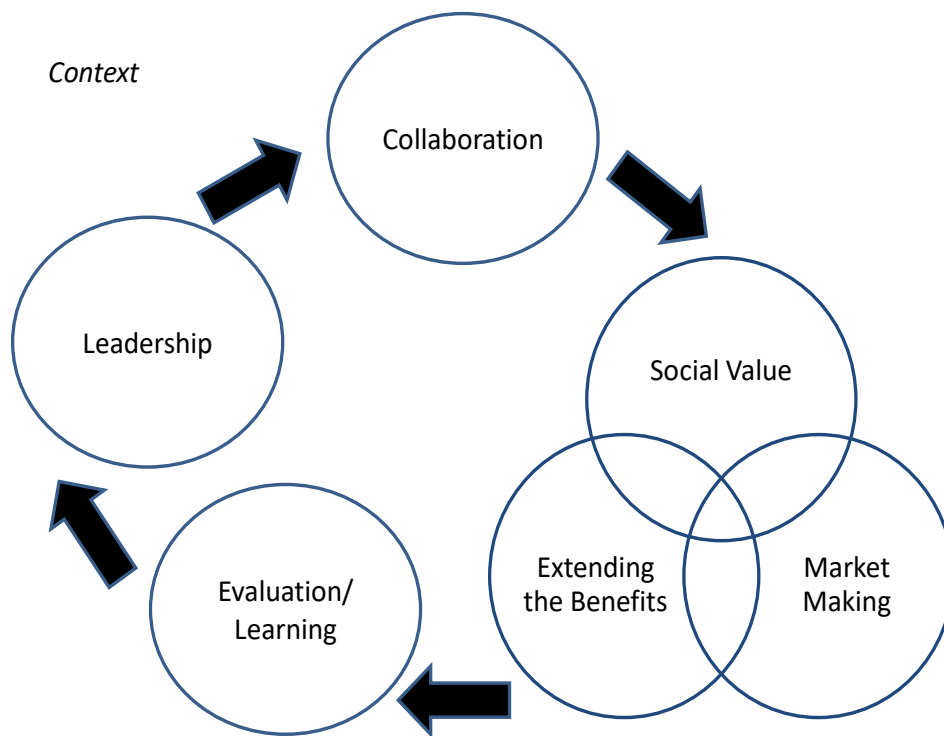 Context
Collaboration
Leadership
Social Value
Extending
the Benefits
Market
Making
Evaluation/
Learning